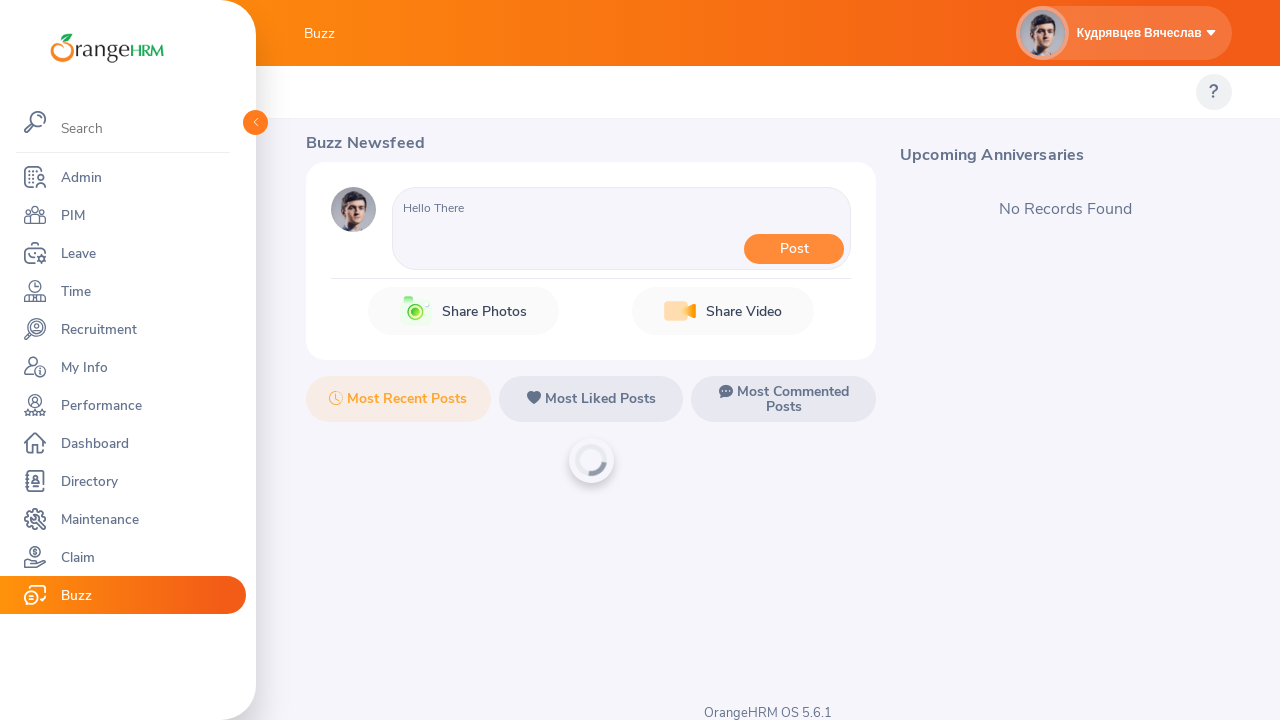 OrangeHRM
Search
Admin
PIM
Leave
Time
Recruitment
My Info
Performance
Dashboard
Directory
Maintenance
Claim
Buzz
Buzz
Кудрявцев Вячеслав
?
Buzz Newsfeed
Hello There
Post
Share Photos
Share Video
Most Recent Posts
Most Liked Posts
Most Commented
Posts
Upcoming Anniversaries
No Records Found
OrangeHRM OS 5.6.1